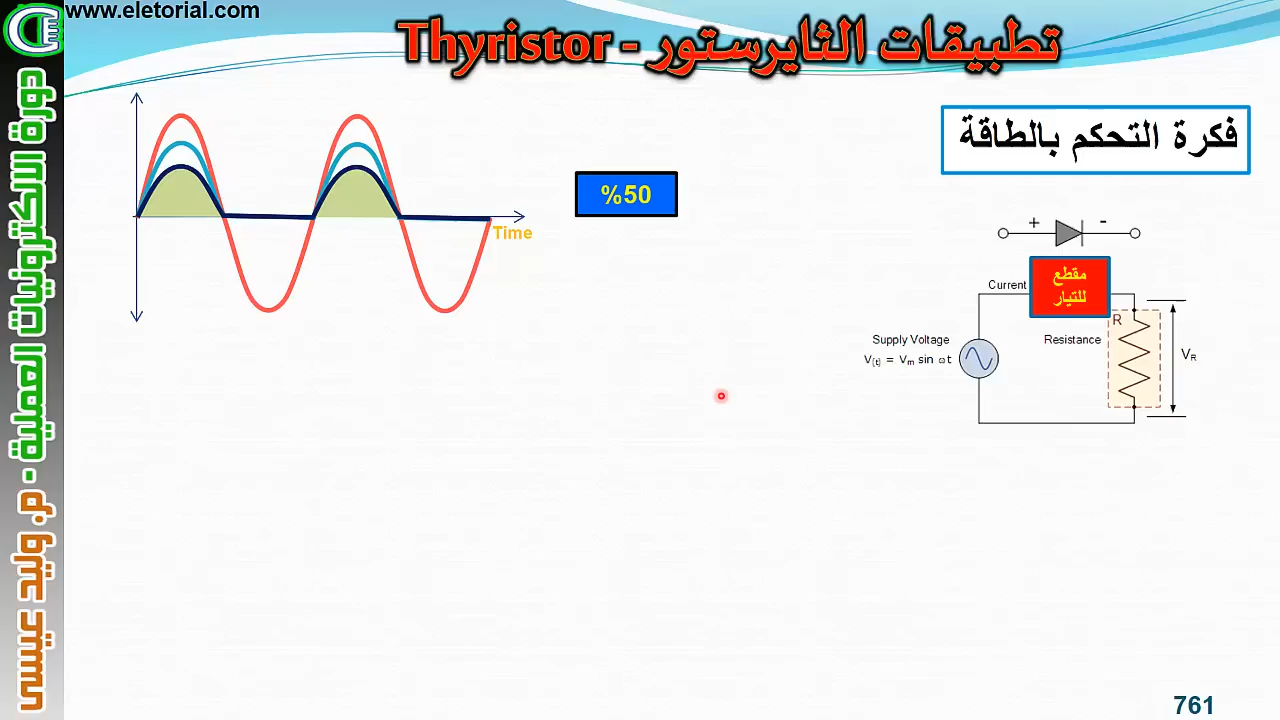 www.eletorial.com
تطبيقات الثايرستور - Thyristor
دورة الالكترونيات العملية - م. وليد عيسى
فكرة التحكم بالطاقة
%50
Time
+ -
مقطع
للتيار
Current
R
Supply Voltage
V(t) = Vm sin ωt
Resistance
VR
761